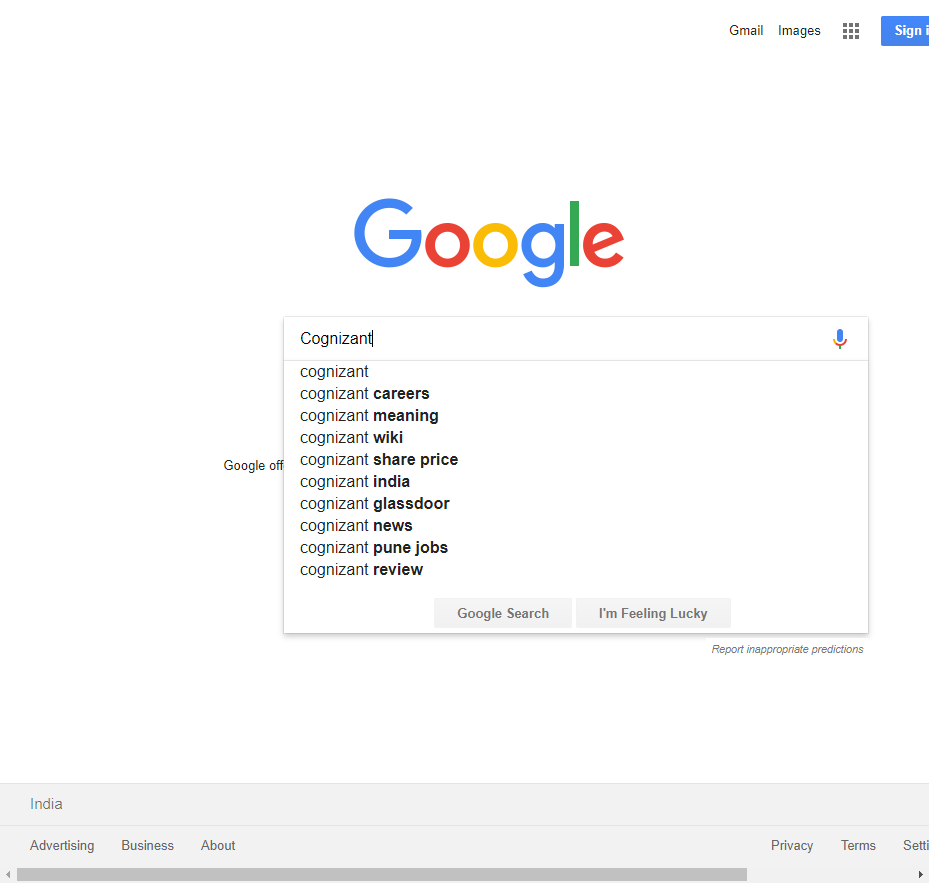 Gmail Images Sign i
Google
Cognizant
cognizant
cognizant careers
cognizant meaning
cognizant wiki
cognizant share price
Google off
cognizant india
cognizant glassdoor
cognizant news
cognizant pune jobs
cognizant review
Google Search I'm Feeling Lucky
Report inappropriate predictions
India
Advertising Business About Privacy Terms Setti